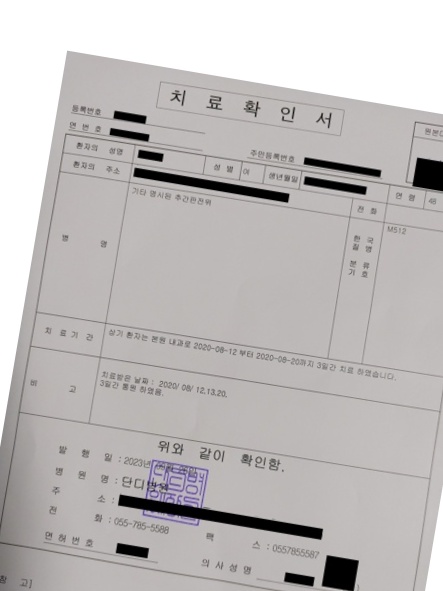 치 료 확 인 서
원본
등록번호
연 번 호
주민등록번호
환자의 성명
성 별 여
생년월일
연 령 48
환자의 주소
전 화
병 명
기타 명시된 추간판전위
한 국
질 병
분 류
기 호
M512
치 료 기 간
상기 환자는 본원 내과로 2020-08-12 부터 2020-08-20까지 3일간 치료 하였습니다.
비 고
치료받은 날짜 : 2020/ 08/ 12,13,20.
3일간 통원 하였음.
위와 같이 확인함.
발 행 일 : 2023년
병 원 명 : 단디병원
주 소 :
전 화 : 055-785-5588
팩 스 : 0557855587
면허번호
의 사 성 명
참 고]